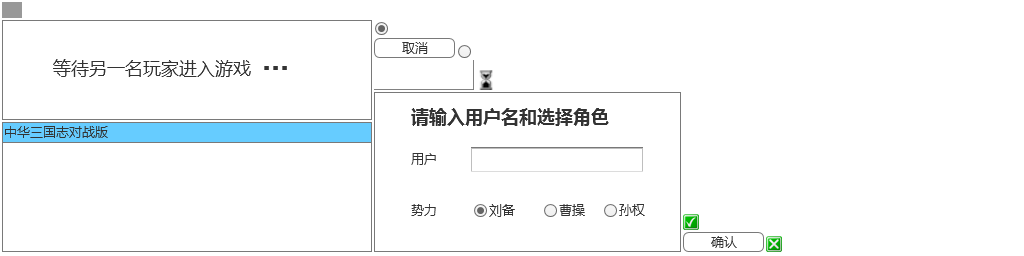 取消
等待另一名玩家进入游戏 ...
请输入用户名和选择角色
中华三国志对战版
用户
势力 刘备 曹操 孙权
确认